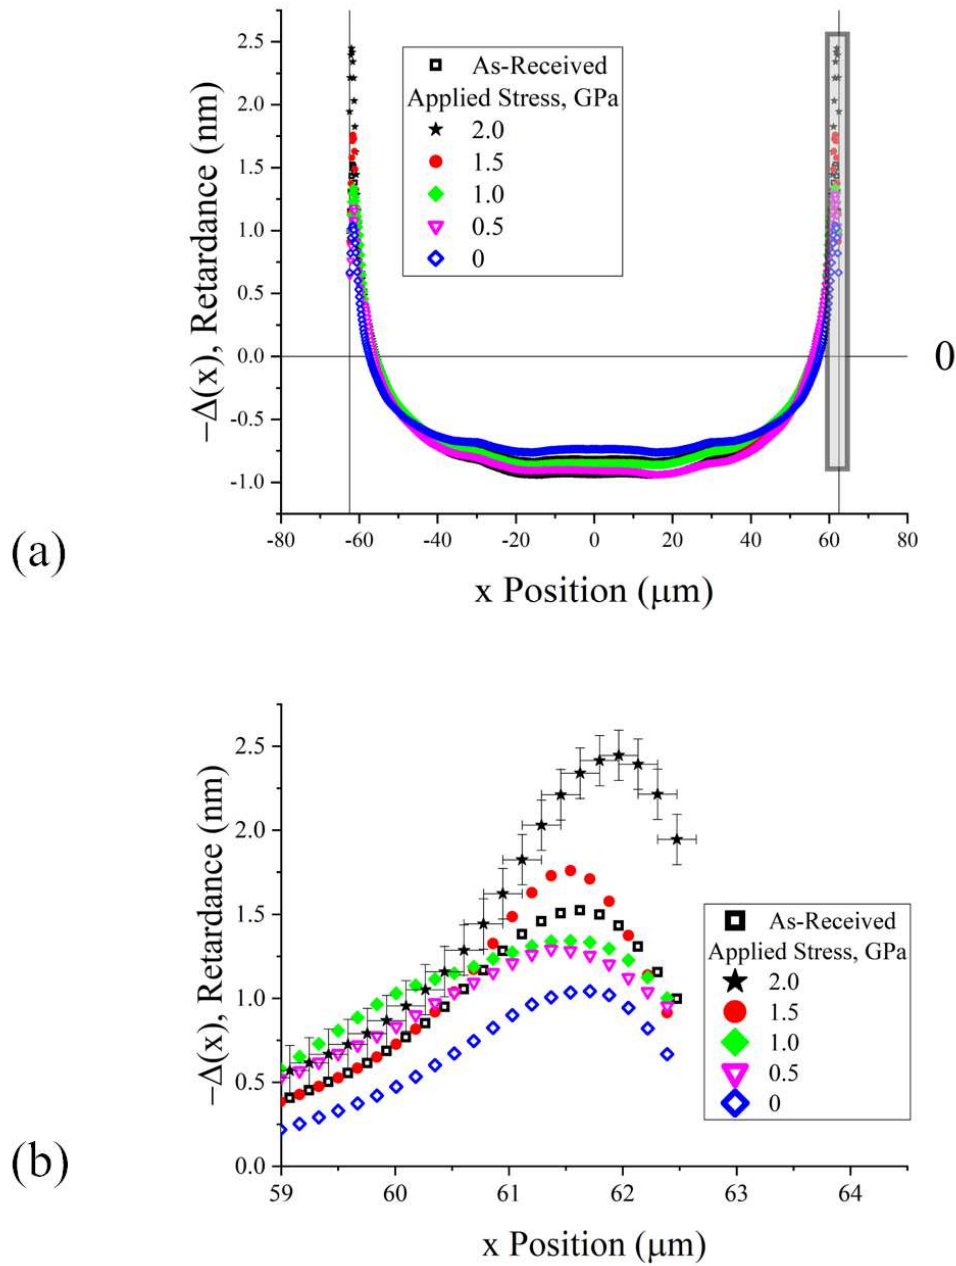 2.5
2.0
1.5
1.0
0.5
0.0
-0.5
-1.0
−Δ(x), Retardance (nm)
As-Received
Applied Stress, GPa
2.0
1.5
1.0
0.5
0
0
-80 -60 -40 -20 0 20 40 60 80
x Position (μm)
(a)
2.5
2.0
1.5
1.0
0.5
0.0
−Δ(x), Retardance (nm)
As-Received
Applied Stress, GPa
2.0
1.5
1.0
0.5
0
59 60 61 62 63 64
x Position (μm)
(b)